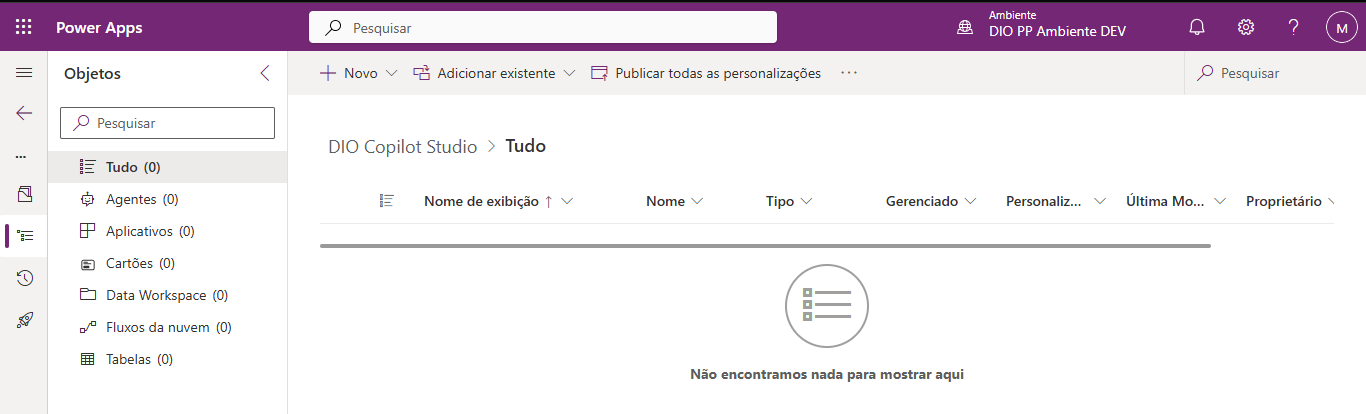 Power Apps
Pesquisar
Ambiente
DIO PP Ambiente DEV
?
M
Objetos
Novo
Adicionar existente
Publicar todas as personalizações
...
Pesquisar
Pesquisar
...
Tudo (0)
Agentes (0)
Aplicativos (0)
Cartões (0)
Data Workspace (0)
Fluxos da nuvem (0)
Tabelas (0)
DIO Copilot Studio > Tudo
Nome de exibição ↑ Nome Tipo Gerenciado Personaliz... Última Mo... Proprietário
Não encontramos nada para mostrar aqui